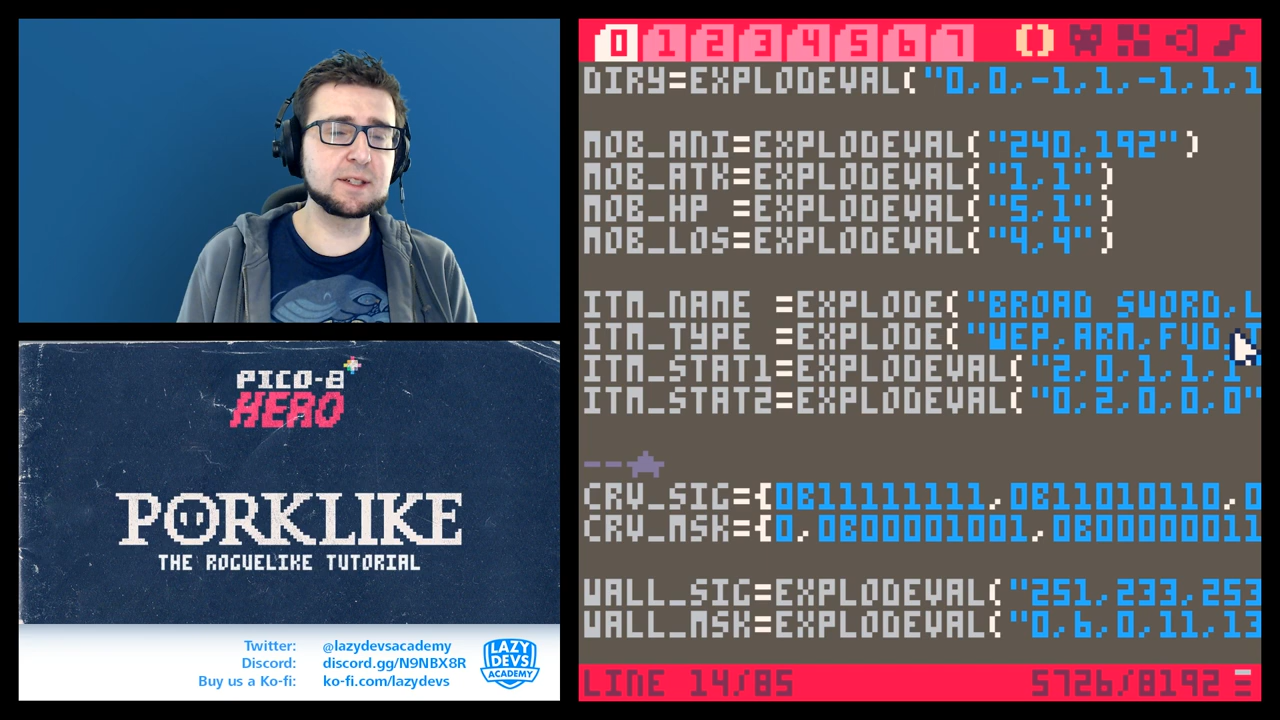 PICO-8
HERO
PORKLIKE
THE ROGUELIKE TUTORIAL
Twitter: @lazydevsacademy
Discord: discord.gg/N9NBX8R
Buy us a Ko-fi: ko-fi.com/lazydevs
LAZY
DEVS
ACADEMY
0 1 2 3 4 5 6 7
DIRY=EXPLODEVAL("0,0,-1,1,-1,1,1
MOB_ANI=EXPLODEVAL("240,192")
MOB_ATK=EXPLODEVAL("1,1")
MOB_HP =EXPLODEVAL("5,1")
MOB_LOS=EXPLODEVAL("4,4")
ITM_NAME =EXPLODE("BROAD SWORD,L
ITM_TYPE =EXPLODE("WEP,ARM,FUD,
ITM_STAT1=EXPLODEVAL("2,0,1,1,1"
ITM_STAT2=EXPLODEVAL("0,2,0,0,0"
--
CRV_SIG={0B11111111,0B11010110,0
CRV_MSK={0,0B00001001,0B00000011
WALL_SIG=EXPLODEVAL("251,233,253
WALL_MSK=EXPLODEVAL("0,6,0,11,13
LINE 14/85 5726/8192